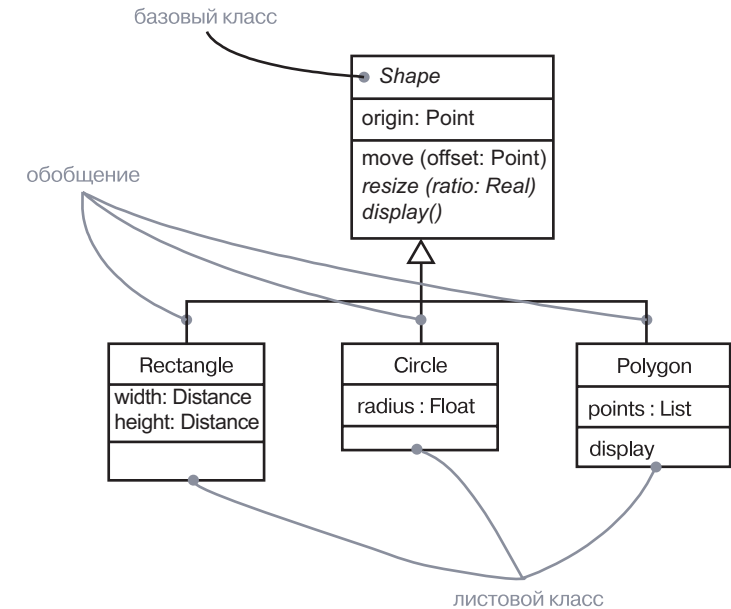 базовый класс
Shape
origin: Point
move (offset: Point)
resize (ratio: Real)
display()
обобщение
Rectangle
width: Distance
height: Distance
Circle
radius : Float
Polygon
points : List
display
листовой класс